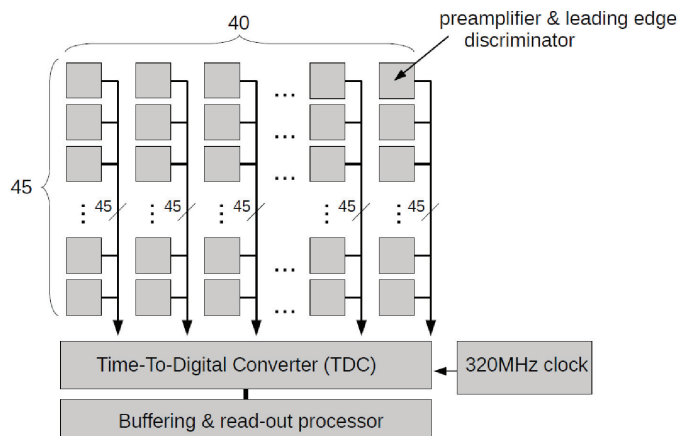 40
preamplifier & leading edge
discriminator
45
...
...
...
45 45 40 45 45
...
...
Time-To-Digital Converter (TDC)
320MHz clock
Buffering & read-out processor